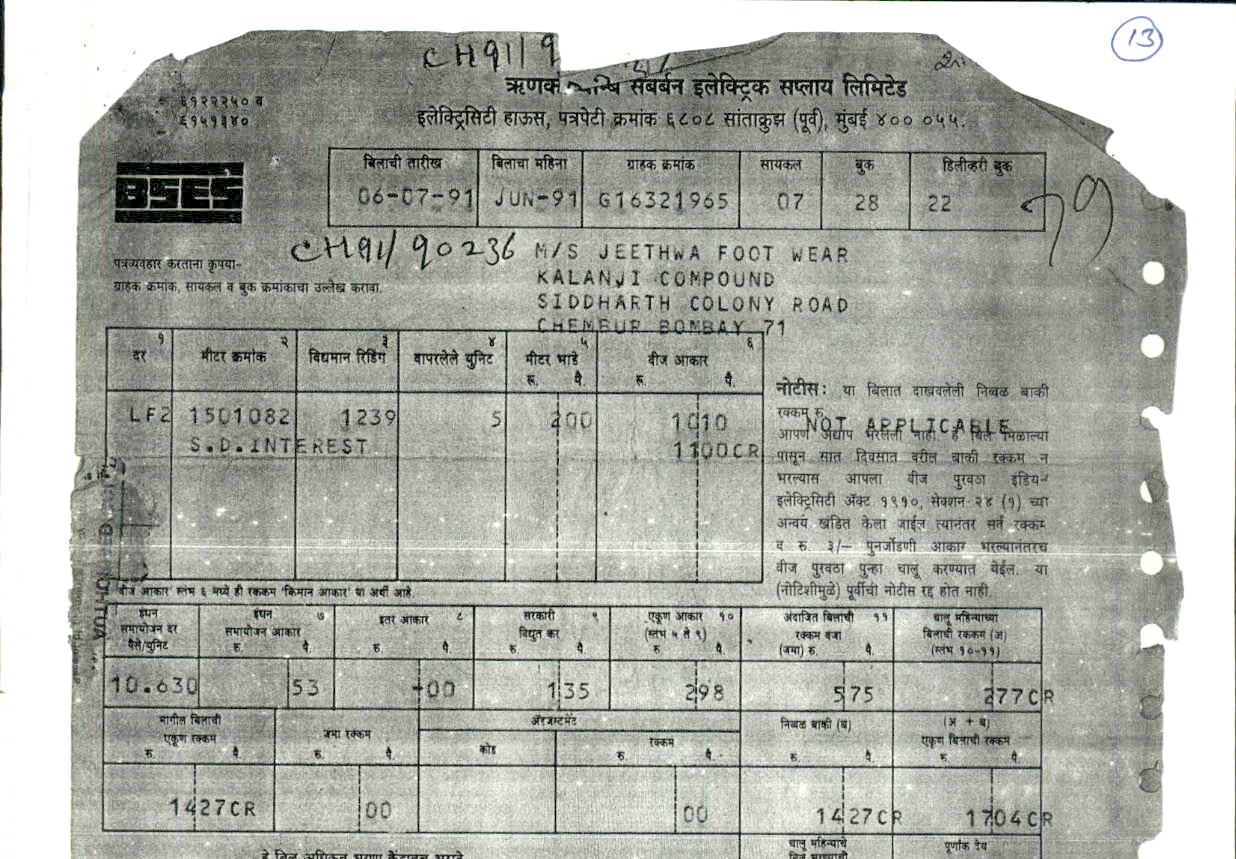 13
CH91/9
ऋणक सबर्बन इलेक्ट्रिक सप्लाय लिमिटेड
६१२२२५० व
६१५१३४०
इलेक्ट्रिसिटी हाऊस, पत्रपेटी क्रमांक ६८०८ सांताक्रुझ (पूर्व), मुंबई ४०० ०५५.
BSES
बिलाची तारीख बिलाचा महिना ग्राहक क्रमांक सायकल बुक डिलीव्हरी बुक
06-07-91 JUN-91 G16321965 07 28 22
CH91/90236 M/S JEETHWA FOOT WEAR
KALANJI COMPOUND
SIDDHARTH COLONY ROAD
CHEMBUR BOMBAY 71
पत्रव्यवहार करताना कृपया-
ग्राहक क्रमांक, सायकल व बुक क्रमांकाचा उल्लेख करावा.
१ २ ३ ४ ५ ६
दर मीटर क्रमांक विद्यमान रिडिंग वापरलेले युनिट मीटर भाडे वीज आकार
रु. पै. रु. पै.
LF2 1501082 1239 5 200 1010
S.D.INTEREST 1100CR
नोटीस: या बिलात दाखवलेली निव्वळ बाकी
रक्कम रु.
NOT APPLICABLE
आपण अद्याप भरलेली नाही. हे बिल मिळाल्या
पासून सात दिवसात वरील बाकी रक्कम न
भरल्यास आपला वीज पुरवठा इंडियन
इलेक्ट्रिसिटी ॲक्ट १९१०, सेक्शन २४ (१) च्या
अन्वये खंडित केला जाईल त्यानंतर सर्व रक्कम
व रु. ३/- पुनर्जोडणी आकार भरल्यानंतरच
वीज पुरवठा पुन्हा चालू करण्यात येईल. या
(नोटिशीमुळे) पूर्वीची नोटीस रद्द होत नाही.
वीज आकार' स्तंभ ६ मध्ये ही रक्कम 'किमान आकार' या अर्थी आहे.
इंधन समायोजन दर पैसे/युनिट
इंधन समायोजन आकार ७ रु. पै.
इतर आकार ८ रु. पै.
सरकारी विद्युत कर ९ रु. पै.
एकूण आकार १० (स्तंभ ५ ते ९) रु. पै.
अंदाजित बिलाची रक्कम वजा ११ (जमा) रु. पै.
चालू महिन्याच्या बिलाची रक्कम (अ) (स्तंभ १०-११)
10.630 53 +00 135 298 575 277CR
मागील बिलाची एकूण रक्कम रु. पै.
जमा रक्कम रु. पै.
ॲडजस्टमेंट
कोड रक्कम रु. पै.
निव्वळ बाकी (ब) रु. पै.
(अ + ब) एकूण बिलाची रक्कम रु. पै.
1427CR 00 00 1427CR 1704CR
चालू महिन्याचे पूर्णांक देय